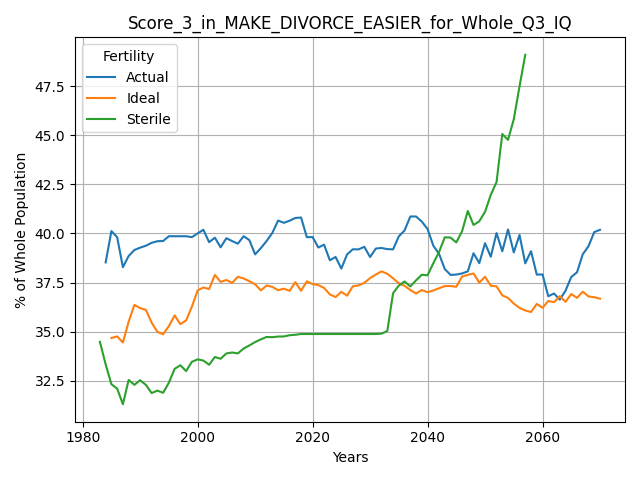 Score_3_in_MAKE_DIVORCE_EASIER_for_Whole_Q3_IQ
Fertility
Actual
Ideal
Sterile
% of Whole Population
47.5
45.0
42.5
40.0
37.5
35.0
32.5
1980
2000
2020
2040
2060
Years